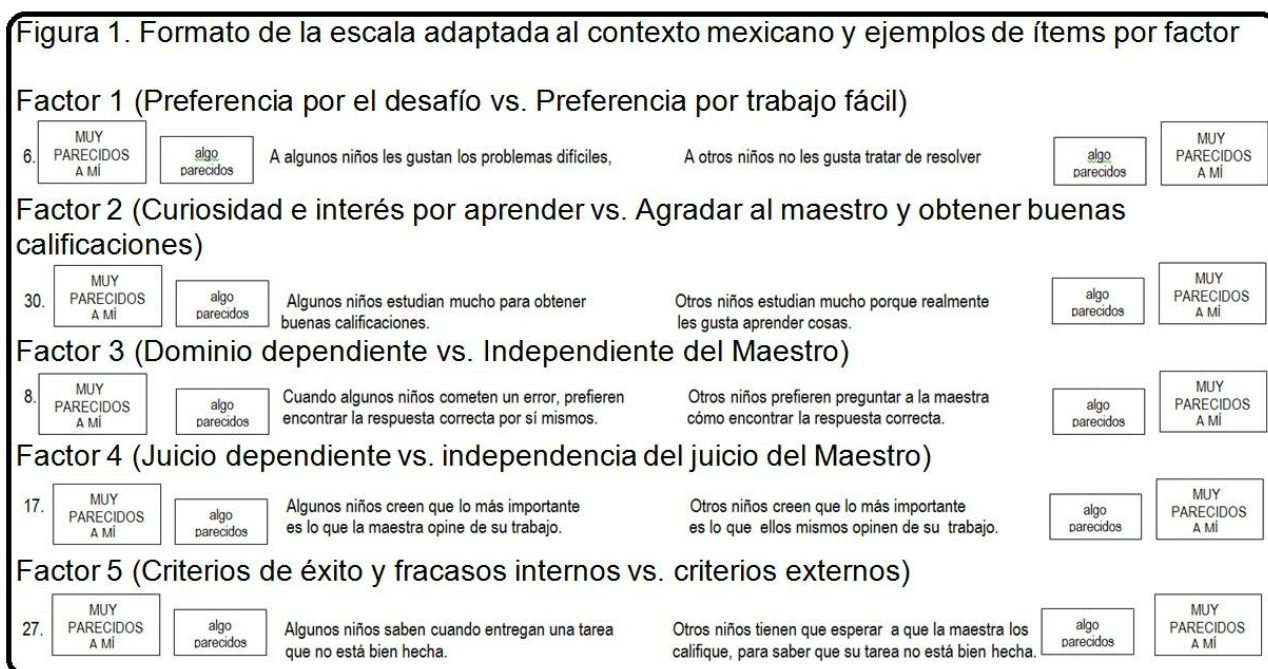 Figura 1. Formato de la escala adaptada al contexto mexicano y ejemplos de ítems por factor
Factor 1 (Preferencia por el desafío vs. Preferencia por trabajo fácil)
6.
MUY
PARECIDOS
A MÍ
algo
parecidos
A algunos niños les gustan los problemas dificiles,
A otros niños no les gusta tratar de resolver
algo
parecidos
MUY
PARECIDOS
A MÍ
Factor 2 (Curiosidad e interés por aprender vs. Agradar al maestro y obtener buenas
calificaciones)
30.
MUY
PARECIDOS
A MÍ
algo
parecidos
Algunos niños estudian mucho para obtener
buenas calificaciones.
Otros niños estudian mucho porque realmente
les gusta aprender cosas.
algo
parecidos
MUY
PARECIDOS
A MÍ
Factor 3 (Dominio dependiente vs. Independiente del Maestro)
8.
MUY
PARECIDOS
A MÍ
algo
parecidos
Cuando algunos niños cometen un error, prefieren
encontrar la respuesta correcta por sí mismos.
Otros niños prefieren preguntar a la maestra
cómo encontrar la respuesta correcta.
algo
parecidos
MUY
PARECIDOS
A MÍ
Factor 4 (Juicio dependiente vs. independencia del juicio del Maestro)
17.
MUY
PARECIDOS
A MÍ
algo
parecidos
Algunos niños creen que lo más importante
es lo que la maestra opine de su trabajo.
Otros niños creen que lo más importante
es lo que ellos mismos opinen de su trabajo.
algo
parecidos
MUY
PARECIDOS
A MÍ
Factor 5 (Criterios de éxito y fracasos internos vs. criterios externos)
27.
MUY
PARECIDOS
A MÍ
algo
parecidos
Algunos niños saben cuando entregan una tarea
que no está bien hecha.
Otros niños tienen que esperar a que la maestra los
califique, para saber que su tarea no está bien hecha.
algo
parecidos
MUY
PARECIDOS
A MÍ